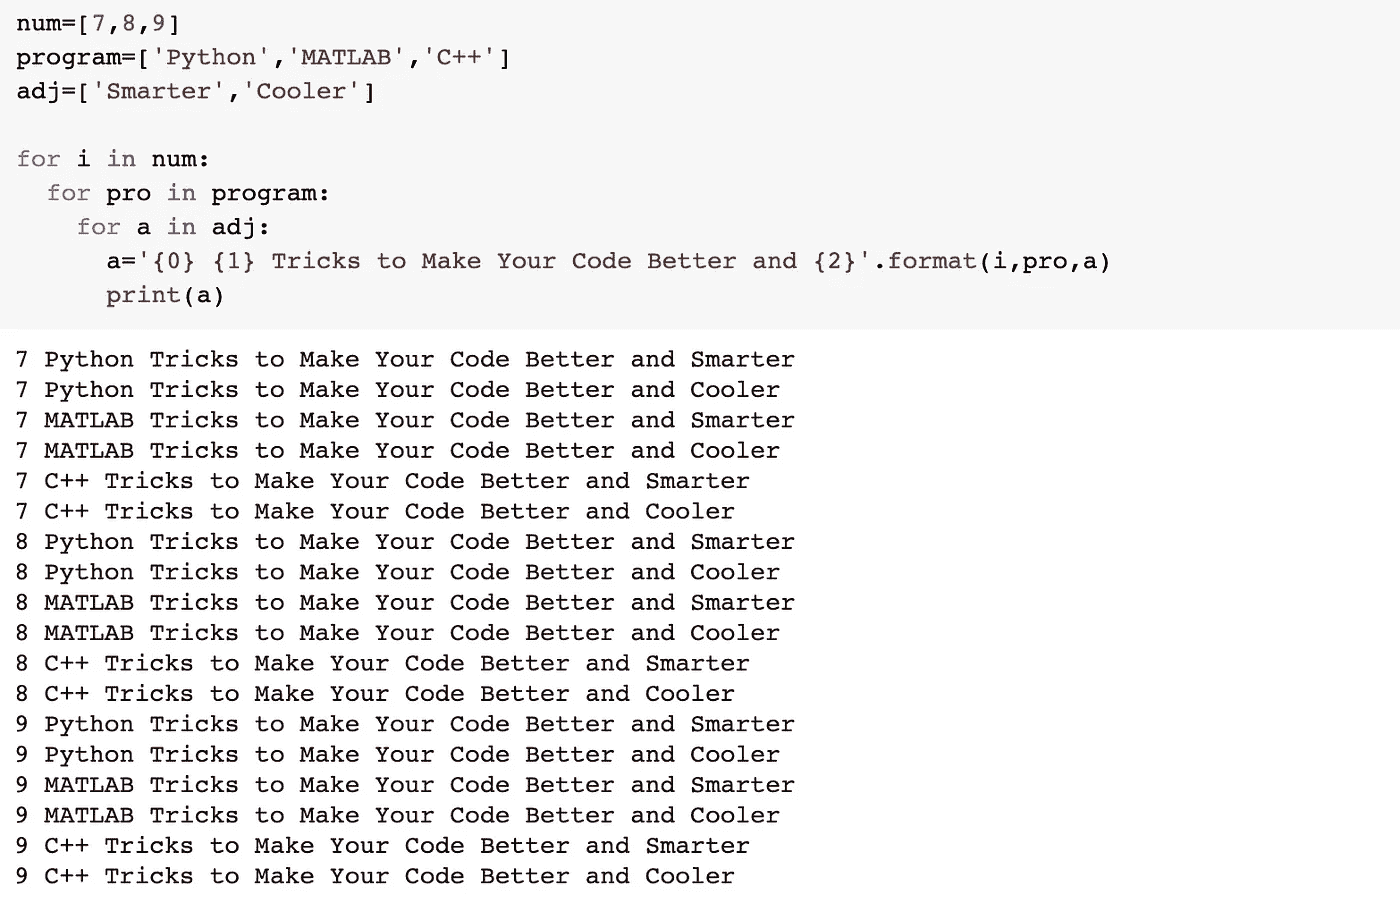 num=[7,8,9]
program=['Python','MATLAB','C++']
adj=['Smarter','Cooler']

for i in num:
  for pro in program:
    for a in adj:
      a='{0} {1} Tricks to Make Your Code Better and {2}'.format(i,pro,a)
      print(a)

7 Python Tricks to Make Your Code Better and Smarter
7 Python Tricks to Make Your Code Better and Cooler
7 MATLAB Tricks to Make Your Code Better and Smarter
7 MATLAB Tricks to Make Your Code Better and Cooler
7 C++ Tricks to Make Your Code Better and Smarter
7 C++ Tricks to Make Your Code Better and Cooler
8 Python Tricks to Make Your Code Better and Smarter
8 Python Tricks to Make Your Code Better and Cooler
8 MATLAB Tricks to Make Your Code Better and Smarter
8 MATLAB Tricks to Make Your Code Better and Cooler
8 C++ Tricks to Make Your Code Better and Smarter
8 C++ Tricks to Make Your Code Better and Cooler
9 Python Tricks to Make Your Code Better and Smarter
9 Python Tricks to Make Your Code Better and Cooler
9 MATLAB Tricks to Make Your Code Better and Smarter
9 MATLAB Tricks to Make Your Code Better and Cooler
9 C++ Tricks to Make Your Code Better and Smarter
9 C++ Tricks to Make Your Code Better and Cooler